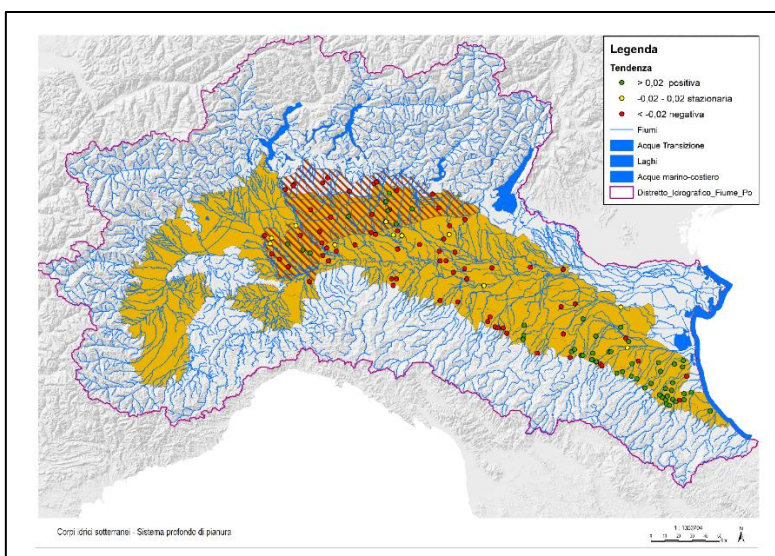 Legenda
Tendenza
> 0,02 positiva
-0,02 - 0,02 stazionaria
< -0,02 negativa
Fiumi
Acque Transizione
Laghi
Acque marino-costiero
Distretto_Idrografico_Fiume_Po
Corpi idrici sotterranei - Sistema profondo di pianura
N